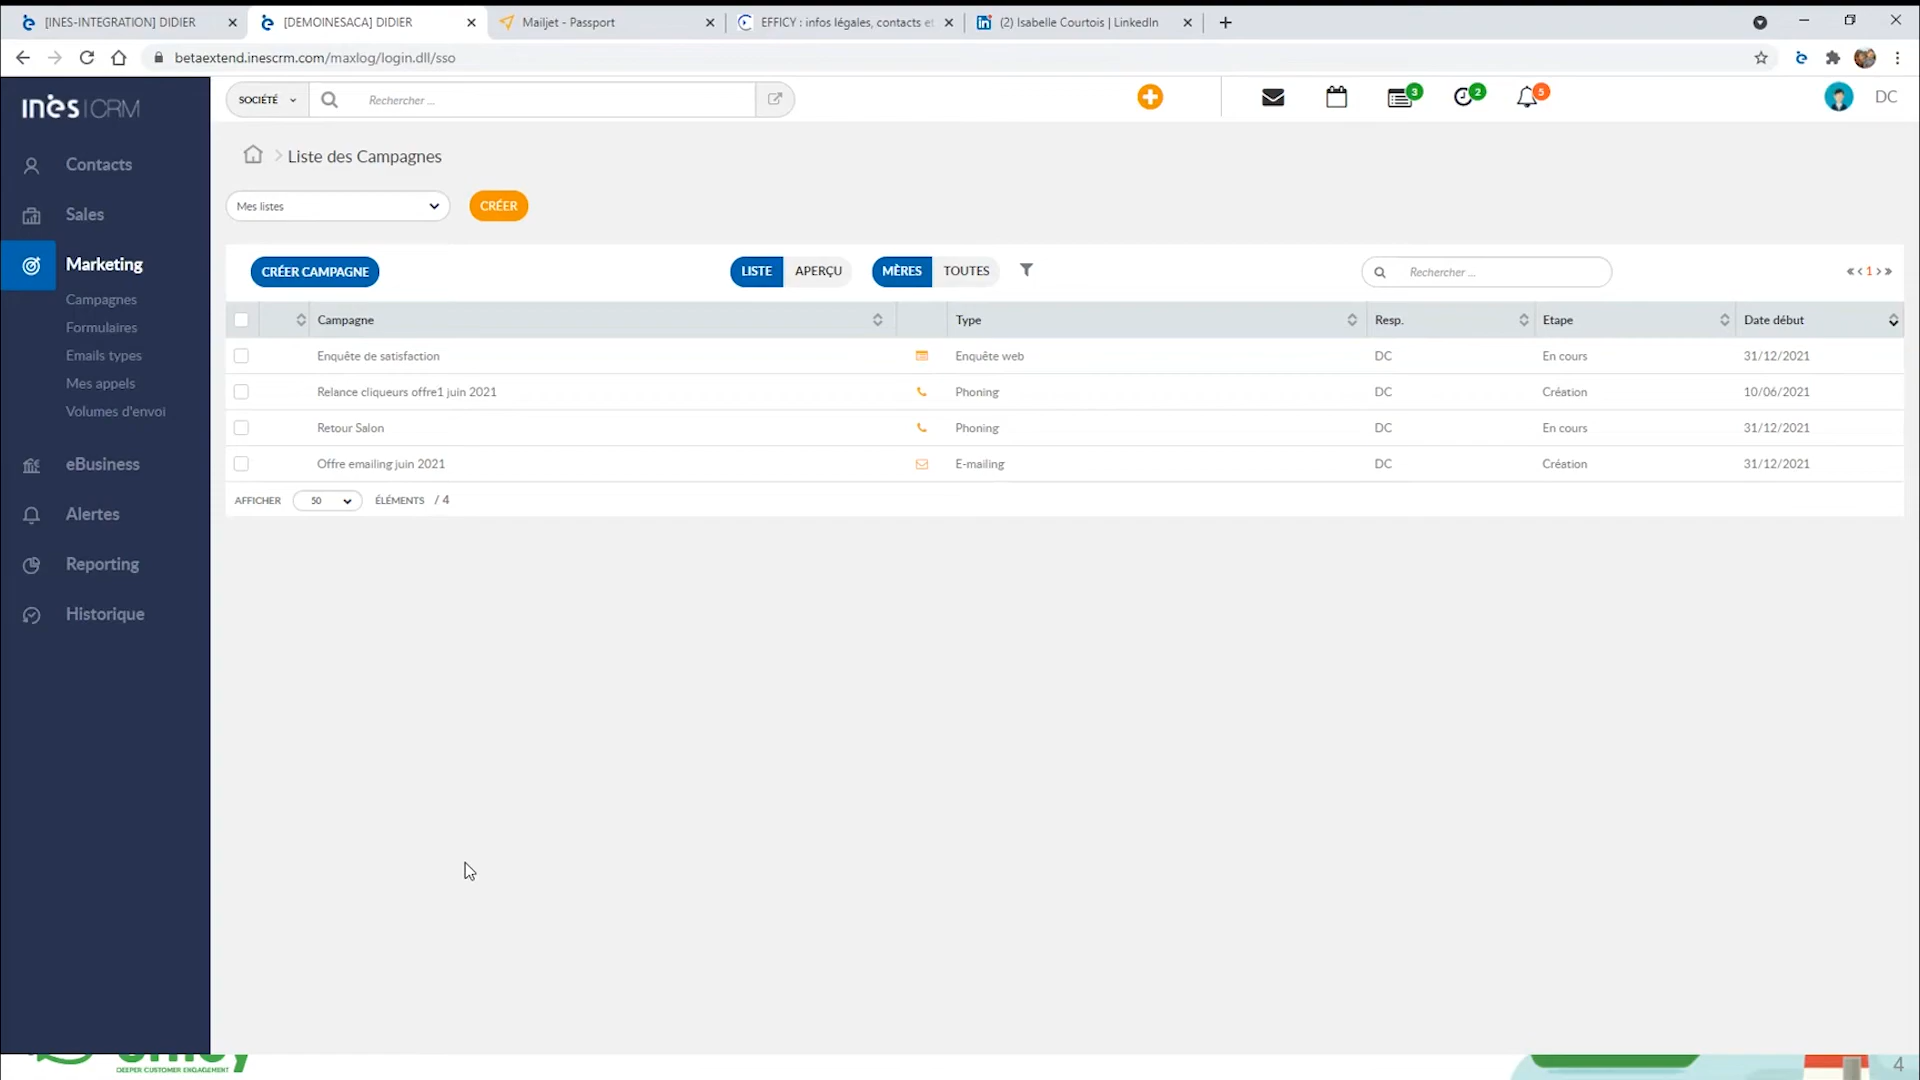 [INES-INTEGRATION] DIDIER
[DEMOINESACA] DIDIER
Mailjet - Passport
EFFICY : infos légales, contacts et
(2) Isabelle Courtois | LinkedIn
betaextend.inescrm.com/maxlog/login.dll/sso
inès|CRM
SOCIÉTÉ
Rechercher ...
3
2
5
DC
Contacts
Sales
Marketing
Campagnes
Formulaires
Emails types
Mes appels
Volumes d'envoi
eBusiness
Alertes
Reporting
Historique
Liste des Campagnes
Mes listes
CRÉER
CRÉER CAMPAGNE
LISTE
APERÇU
MÈRES
TOUTES
Rechercher ...
1
Campagne
Type
Resp.
Etape
Date début
Enquête de satisfaction
Enquête web
DC
En cours
31/12/2021
Relance cliqueurs offre1 juin 2021
Phoning
DC
Création
10/06/2021
Retour Salon
Phoning
DC
En cours
31/12/2021
Offre emailing juin 2021
E-mailing
DC
Création
31/12/2021
AFFICHER
50
ÉLÉMENTS
/ 4
DEEPER CUSTOMER ENGAGEMENT
4